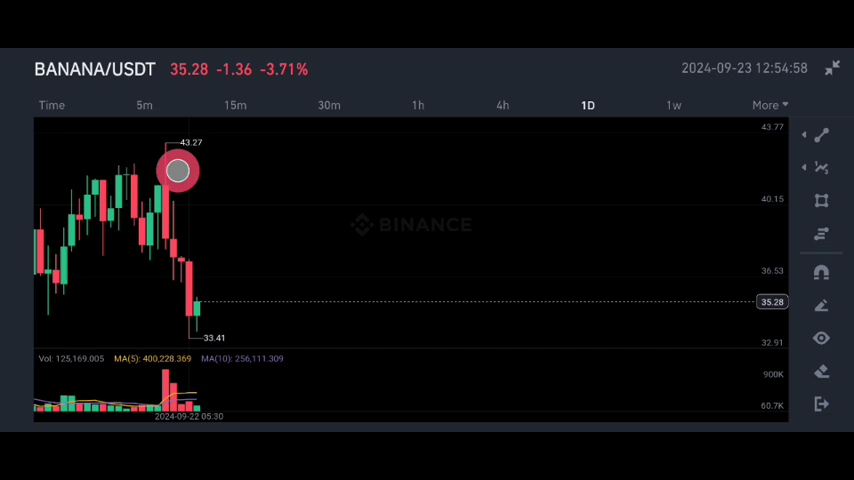 BANANA/USDT 35.28 -1.36 -3.71% 2024-09-23 12:54:58
Time 5m 15m 30m 1h 4h 1D 1w More
43.77
43.27
40.15
BINANCE
36.53
35.28
33.41
32.91
Vol: 125,169.005 MA(5): 400,228.369 MA(10): 256,111.309
900K
60.7K
2024-09-22 05:30